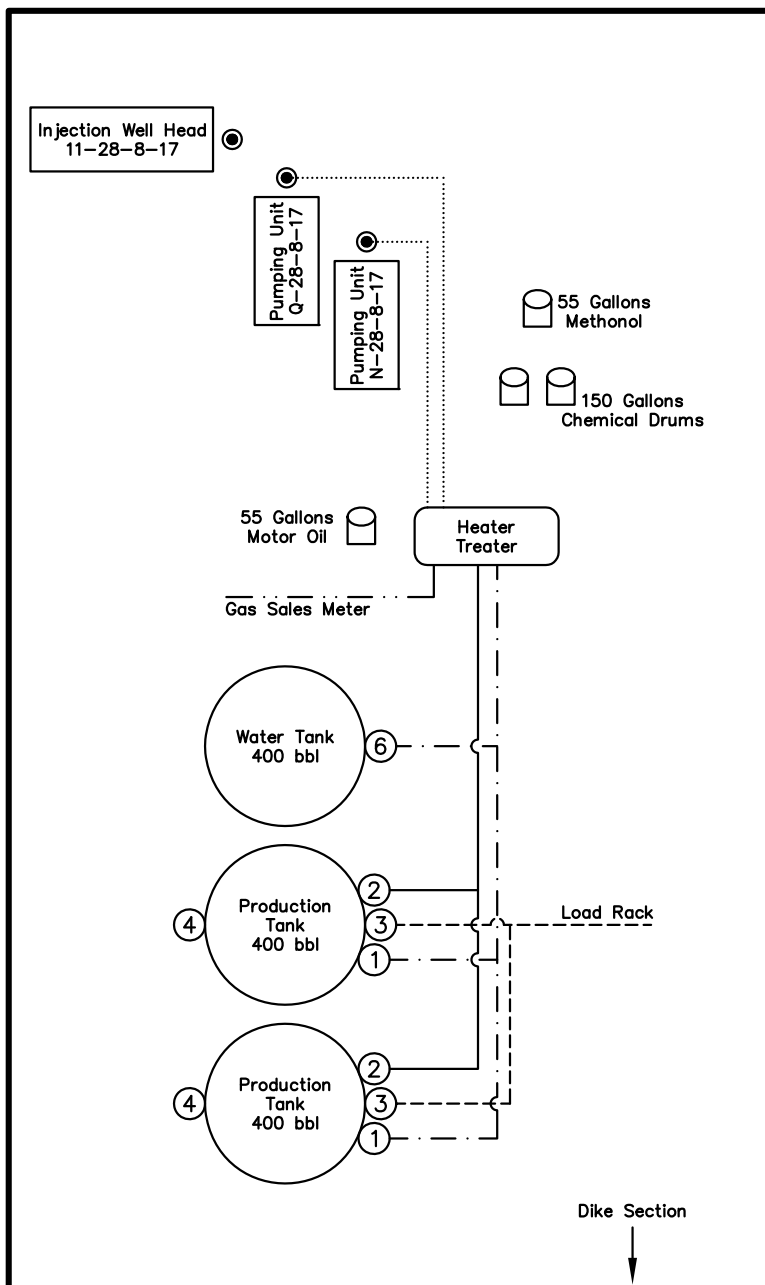 Injection Well Head
11-28-8-17
Pumping Unit
Q-28-8-17
Pumping Unit
N-28-8-17
55 Gallons
Methonol
150 Gallons
Chemical Drums
55 Gallons
Motor Oil
Heater
Treater
Gas Sales Meter
Water Tank
400 bbl
6
Production
Tank
400 bbl
4
2
3
1
Load Rack
Production
Tank
400 bbl
4
2
3
1
Dike Section